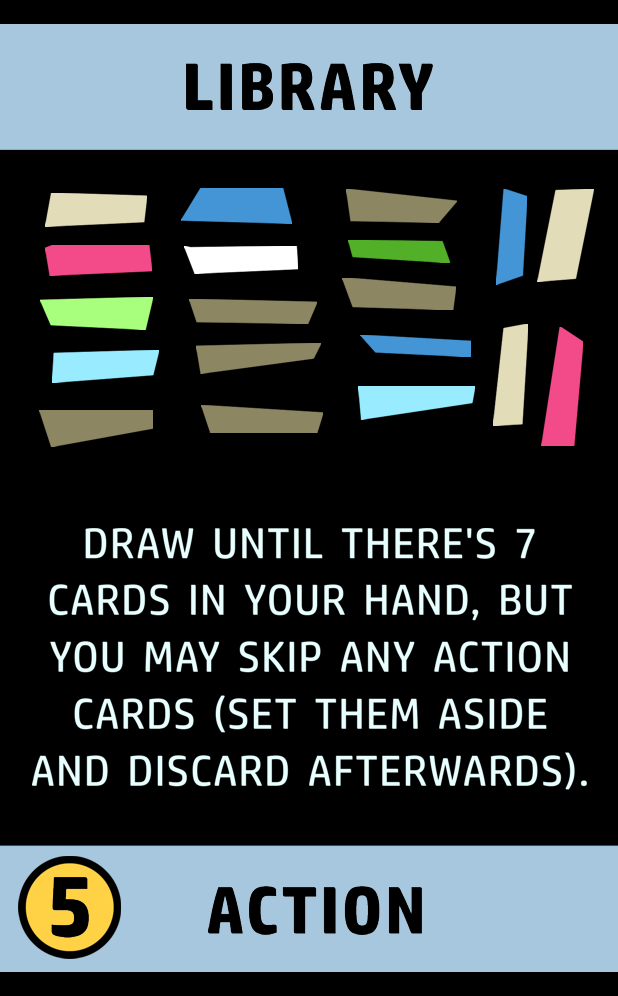 LIBRARY
DRAW UNTIL THERE'S 7
CARDS IN YOUR HAND, BUT
YOU MAY SKIP ANY ACTION
CARDS (SET THEM ASIDE
AND DISCARD AFTERWARDS).
5 ACTION